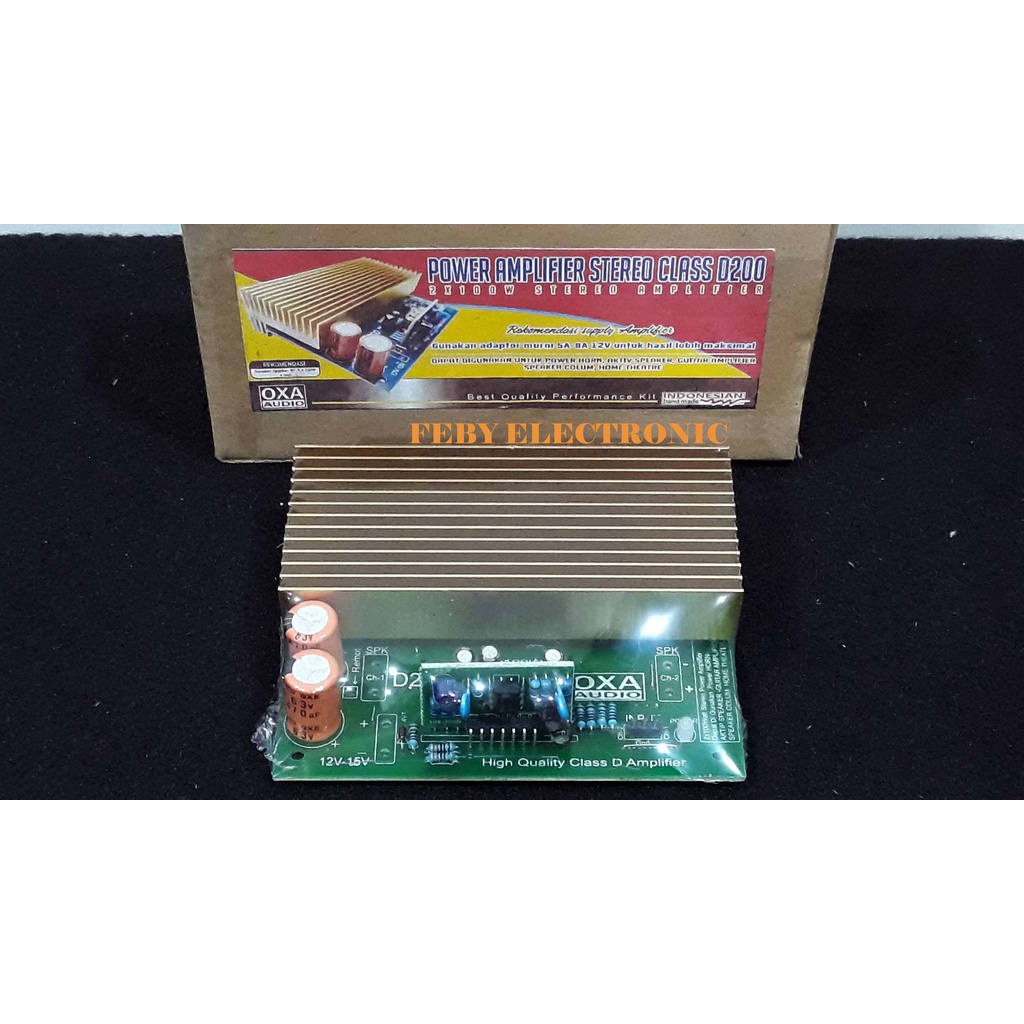 POWER AMPLIFIER STEREO CLASS D200
2X100W STEREO AMPLIFIER
Rekomendasi supply Amplifier
Gunakan adaptor murni 5A-8A 12V untuk hasil lebih maksimal
DAPAT DIGUNAKAN UNTUK POWER HORN, AKTIV SPEAKER, GUITAR AMPLIFIER
SPEAKER COLUM, HOME THEATRE
REKOMENDASI
OXA
AUDIO
Best Quality Performance Kit
INDONESIAN
hand made
FEBY ELECTRONIC
SPK
Ch-1
SPK
Ch-2
OXA
AUDIO
12V-15V
High Quality Class D Amplifier